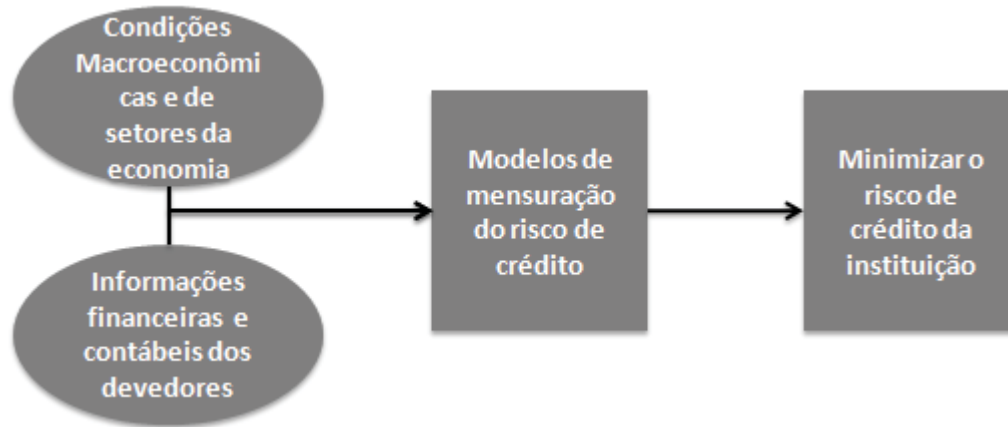 Condições
Macroeconômi
cas e de
setores da
economia
Informações
financeiras e
contábeis dos
devedores
Modelos de
mensuração
do risco de
crédito
Minimizar o
risco de
crédito da
instituição